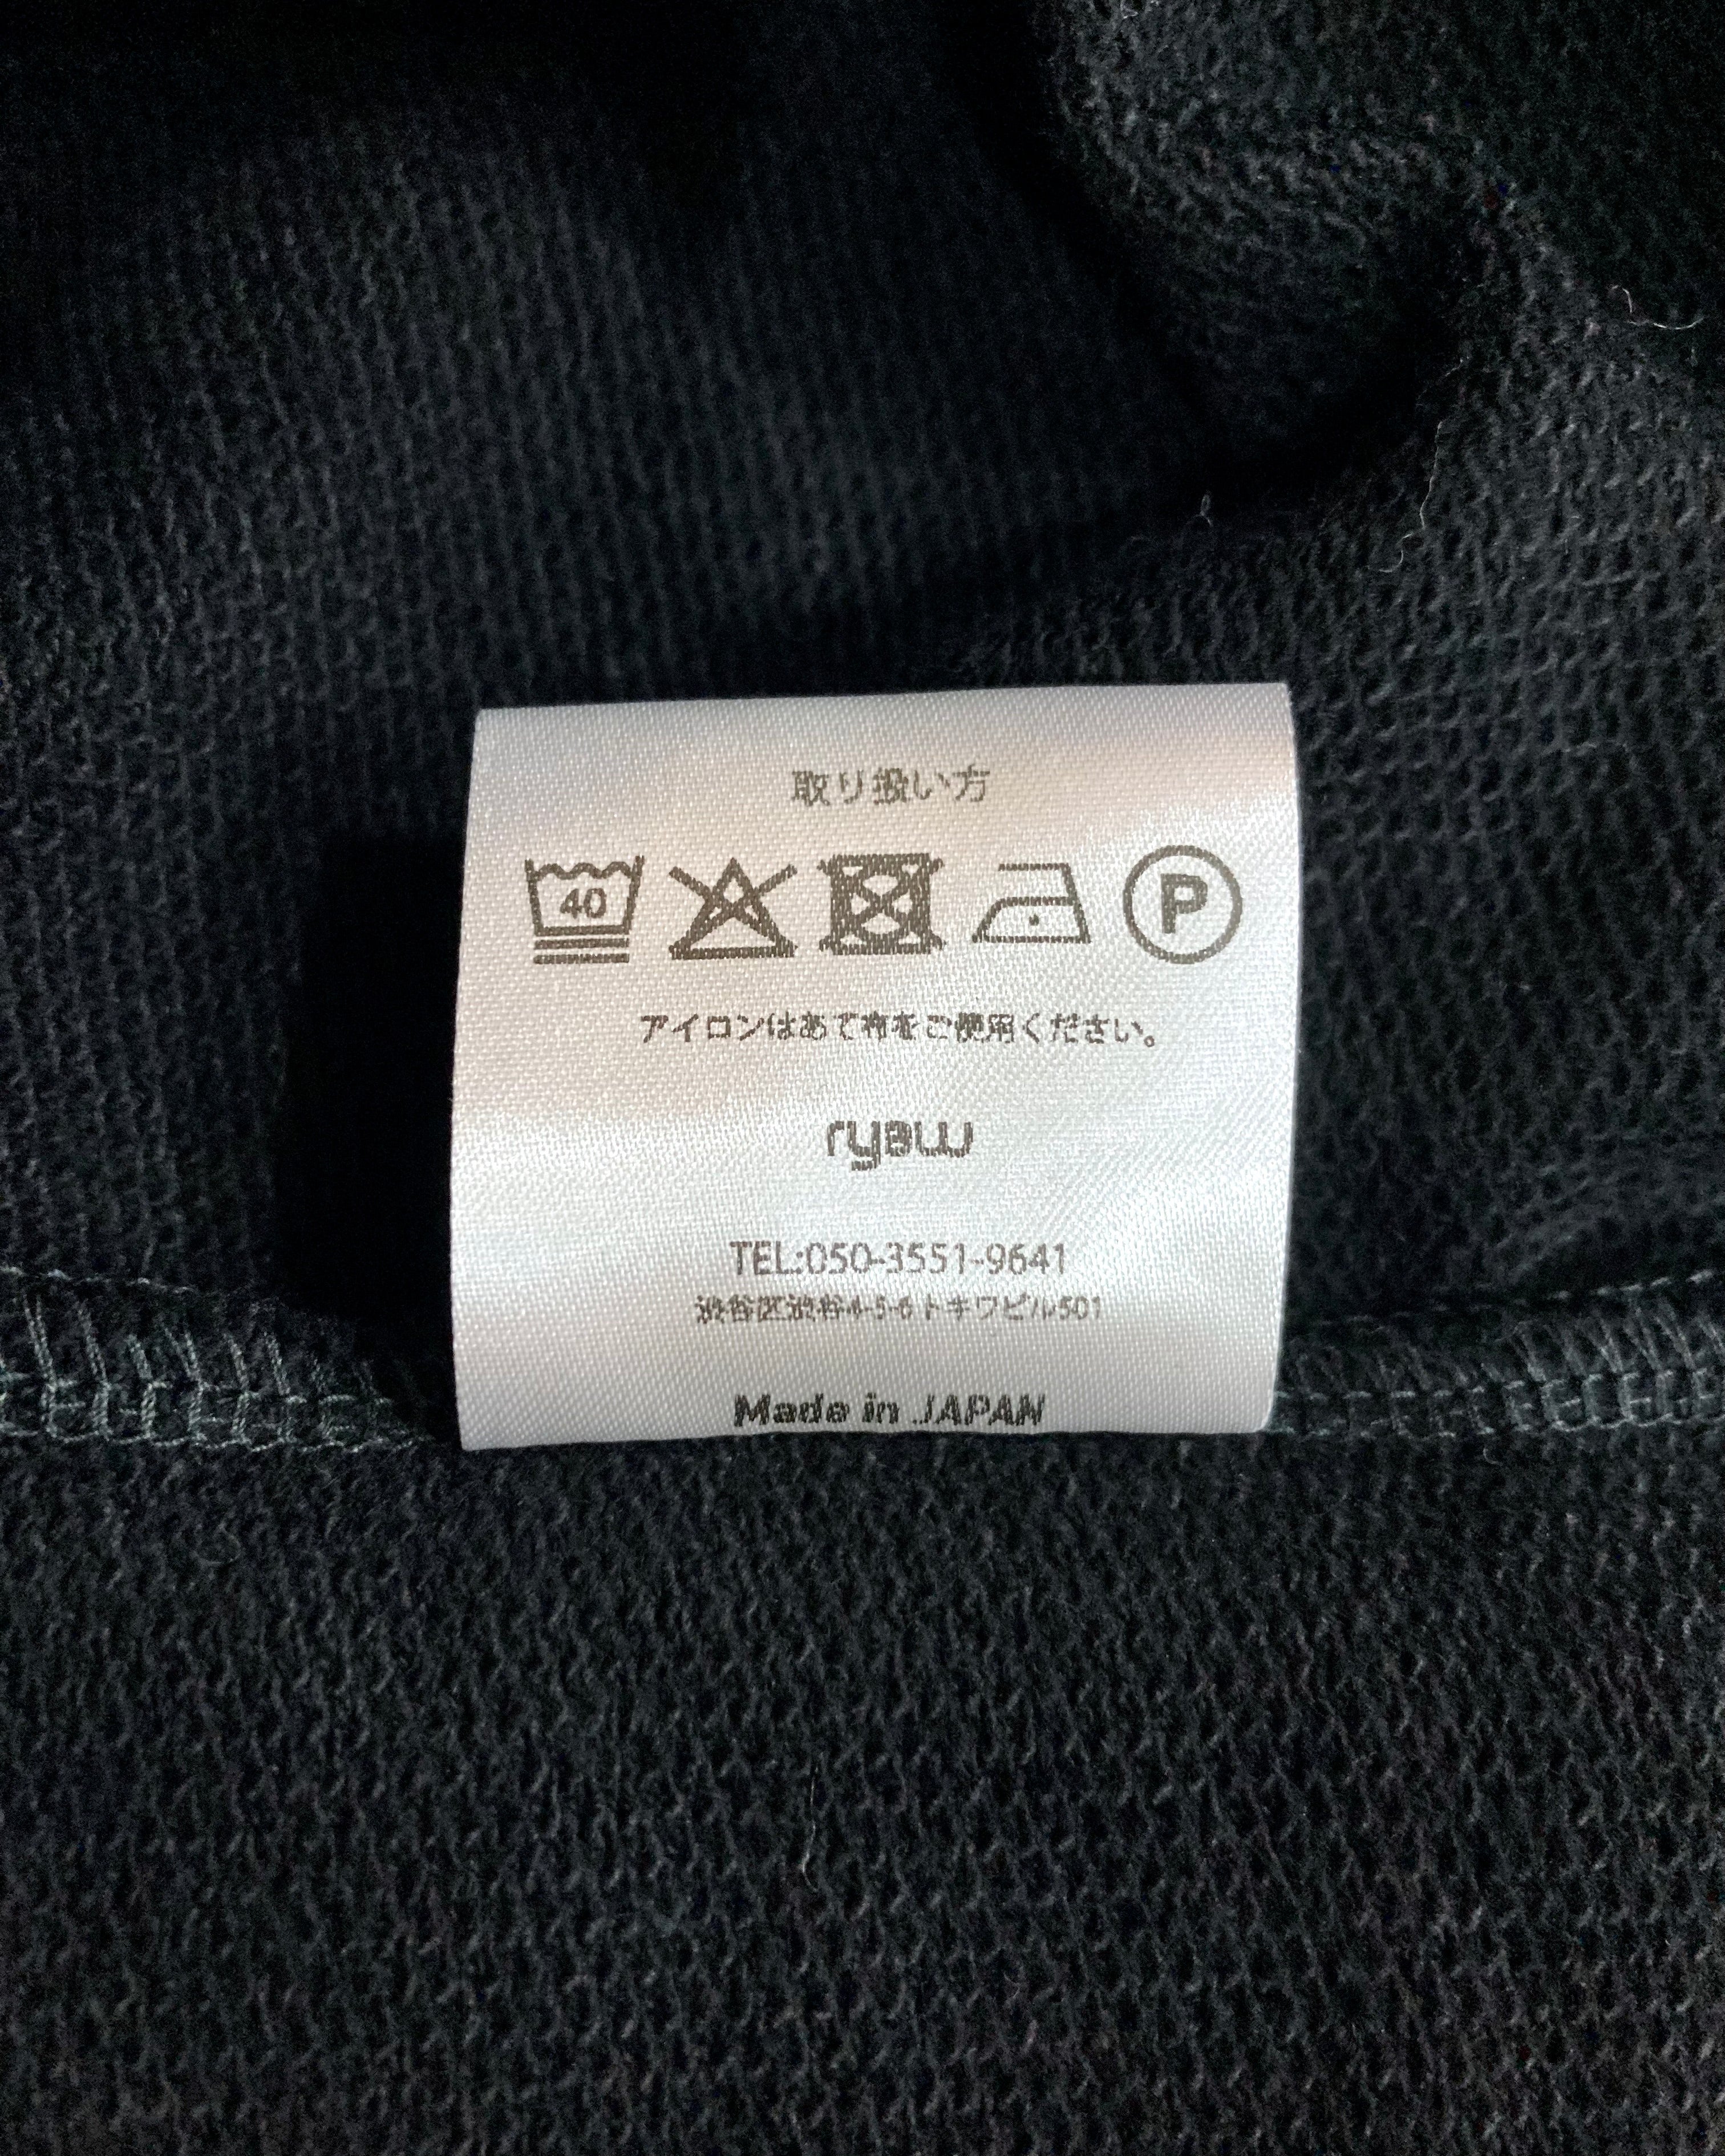 取り扱い方
40
P
アイロンはあて布をご使用ください。
ryaw
TEL:050-3551-9641
渋谷区渋谷4-5-6トキワビル501
Made in JAPAN